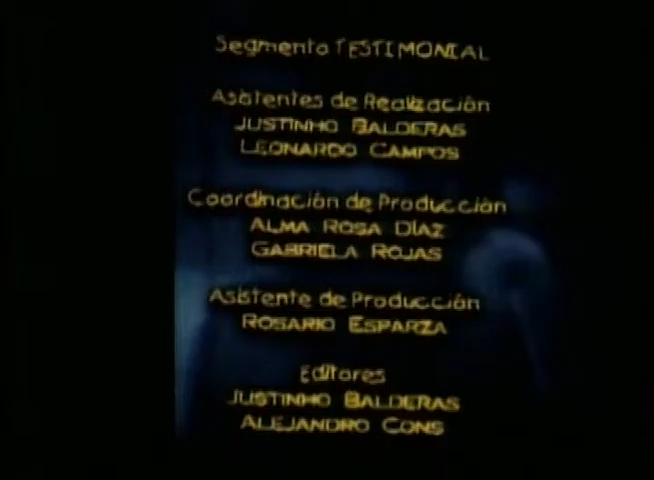 Segmento TESTIMONIAL
Asistentes de Realización
JUSTINHO BALDERAS
LEONARDO CAMPOS
Coordinación de Producción
ALMA ROSA DÍAZ
GABRIELA ROJAS
Asistente de Producción
ROSARIO ESPARZA
Editores
JUSTINHO BALDERAS
ALEJANDRO CONS